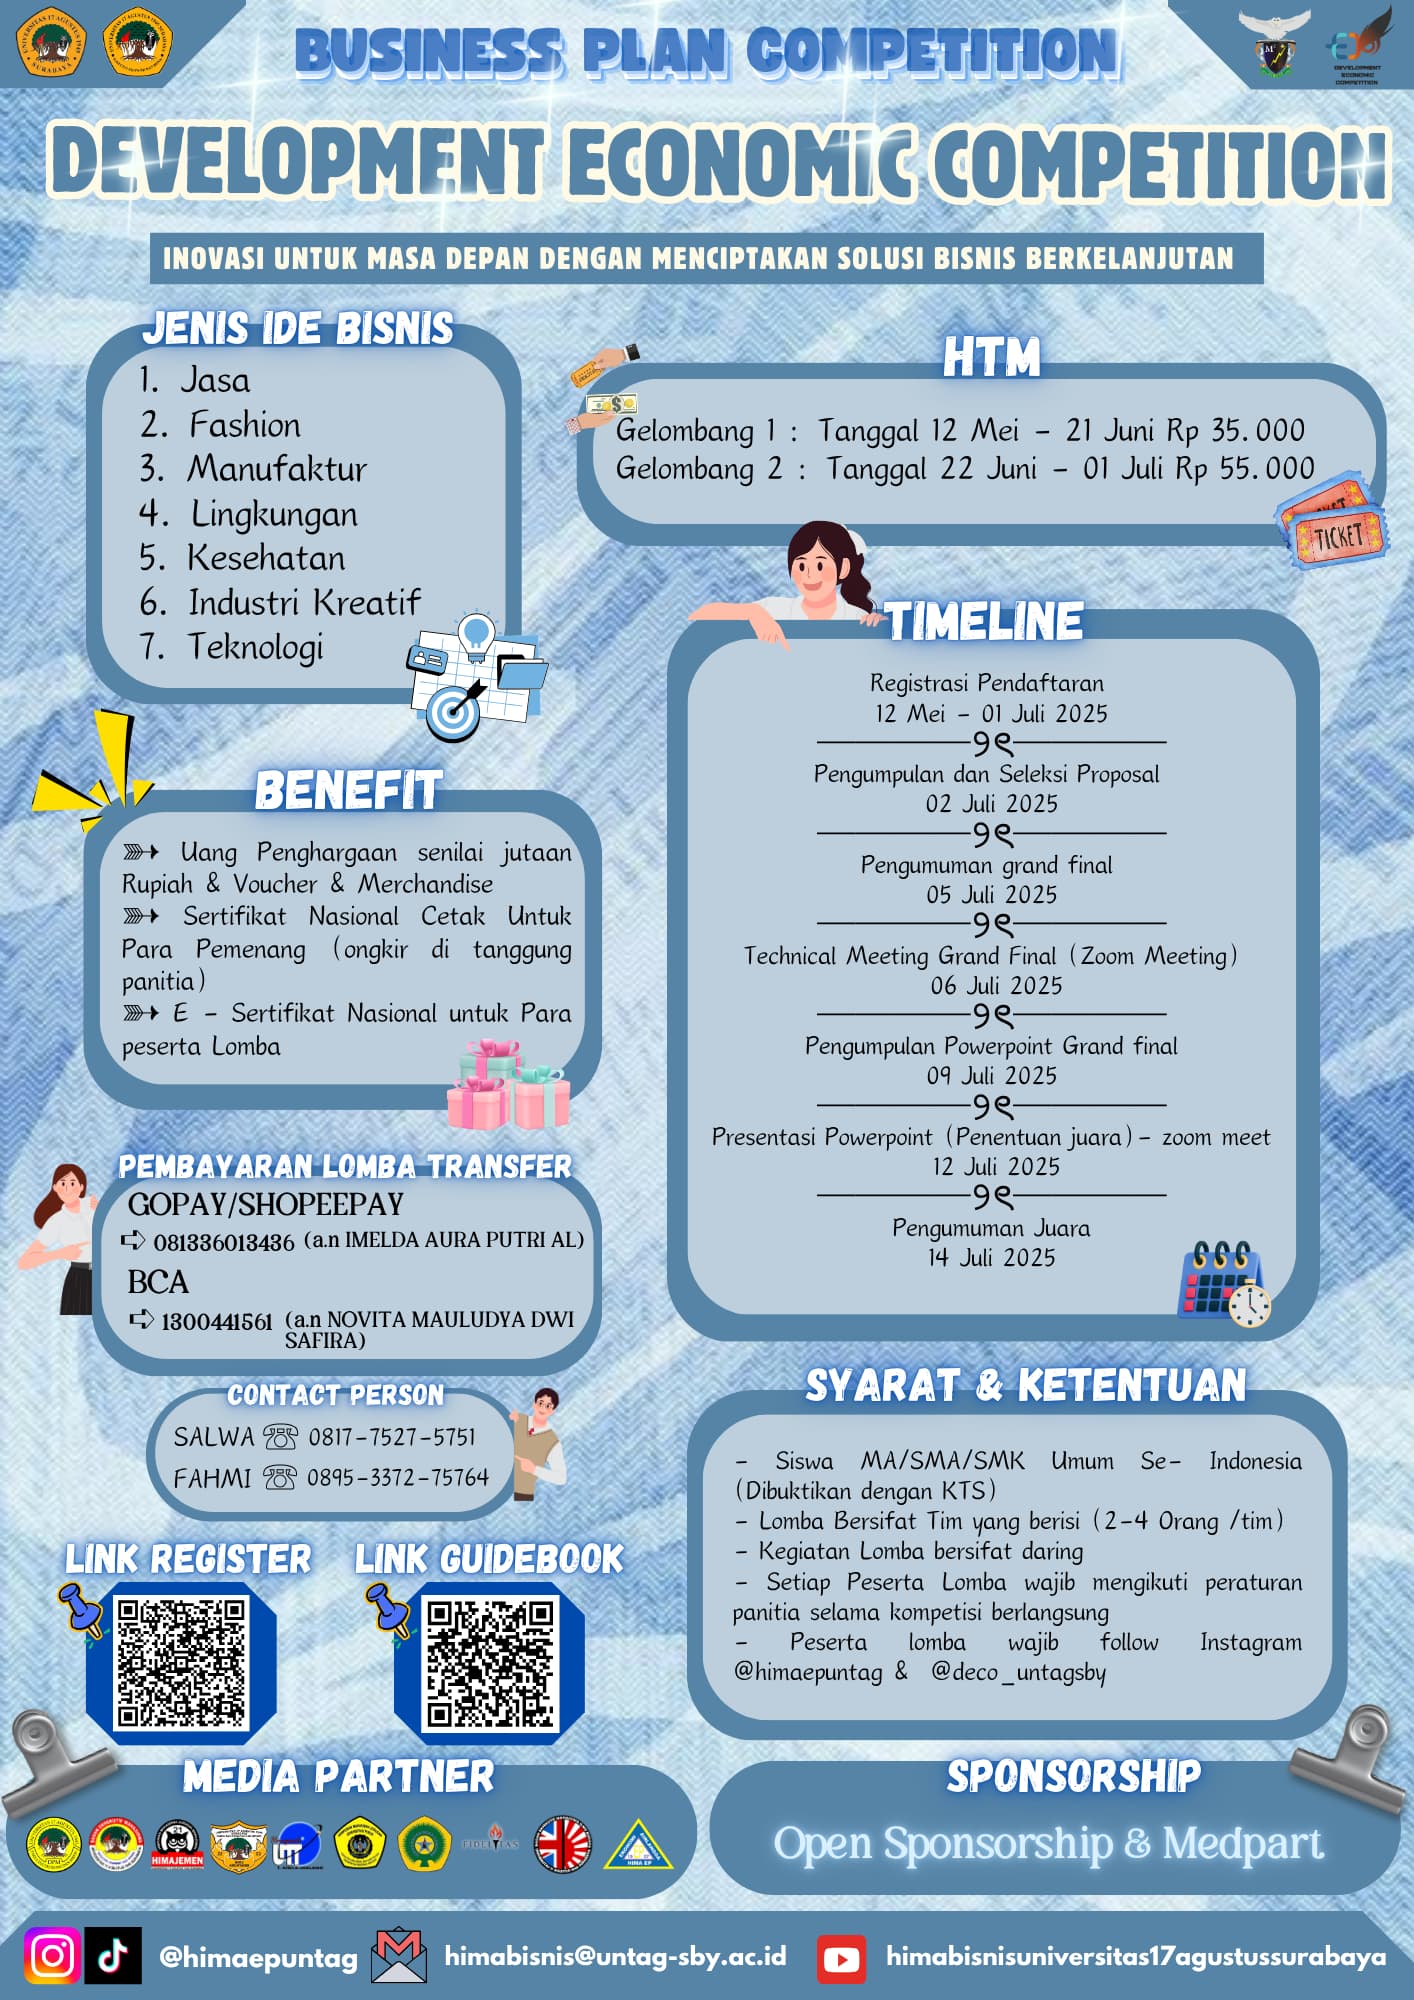 BUSINESS PLAN COMPETITION
DEVELOPMENT
ECONOMIC
COMPETITION
DEVELOPMENT ECONOMIC COMPETITION
INOVASI UNTUK MASA DEPAN DENGAN MENCIPTAKAN SOLUSI BISNIS BERKELANJUTAN
JENIS IDE BISNIS
1. Jasa
2. Fashion
3. Manufaktur
4. Lingkungan
5. Kesehatan
6. Industri Kreatif
7. Teknologi
HTM
Gelombang 1 : Tanggal 12 Mei - 21 Juni Rp 35.000
Gelombang 2 : Tanggal 22 Juni - 01 Juli Rp 55.000
TICKET
TIMELINE
Registrasi Pendaftaran
12 Mei - 01 Juli 2025
Pengumpulan dan Seleksi Proposal
02 Juli 2025
Pengumuman grand final
05 Juli 2025
Technical Meeting Grand Final (Zoom Meeting)
06 Juli 2025
Pengumpulan Powerpoint Grand final
09 Juli 2025
Presentasi Powerpoint (Penentuan juara)- zoom meet
12 Juli 2025
Pengumuman Juara
14 Juli 2025
BENEFIT
Uang Penghargaan senilai jutaan
Rupiah & Voucher & Merchandise
Sertifikat Nasional Cetak Untuk
Para Pemenang (ongkir di tanggung
panitia)
E - Sertifikat Nasional untuk Para
peserta Lomba
PEMBAYARAN LOMBA TRANSFER
GOPAY/SHOPEEPAY
081336013436 (a.n IMELDA AURA PUTRI AL)
BCA
1300441561 (a.n NOVITA MAULUDYA DWI
SAFIRA)
CONTACT PERSON
SALWA ☏ 0817-7527-5751
FAHMI ☏ 0895-3372-75764
SYARAT & KETENTUAN
- Siswa MA/SMA/SMK Umum Se- Indonesia
(Dibuktikan dengan KTS)
- Lomba Bersifat Tim yang berisi (2-4 Orang /tim)
- Kegiatan Lomba bersifat daring
- Setiap Peserta Lomba wajib mengikuti peraturan
panitia selama kompetisi berlangsung
- Peserta lomba wajib follow Instagram
@himaepuntag & @deco_untagsby
LINK REGISTER
LINK GUIDEBOOK
MEDIA PARTNER
HIMAJEMEN
FIDELITAS
HIMA EP
SPONSORSHIP
Open Sponsorship & Medpart
@himaepuntag
himabisnis@untag-sby.ac.id
himabisnisuniversitas17agustussurabaya